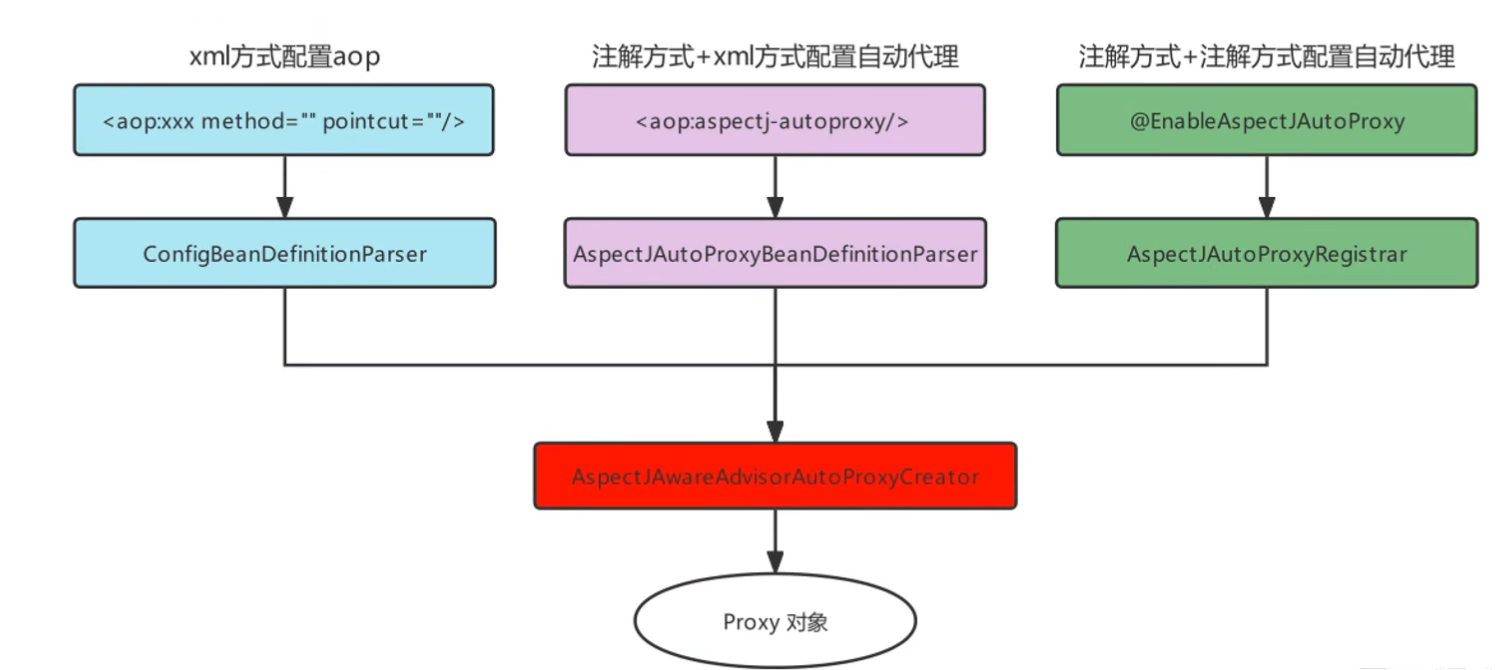 xml方式配置aop
注解方式+xml方式配置自动代理
注解方式+注解方式配置自动代理
<aop:xxx method="" pointcut=""/>
<aop:aspectj-autoproxy/>
@EnableAspectJAutoProxy
ConfigBeanDefinitionParser
AspectJAutoProxyBeanDefinitionParser
AspectJAutoProxyRegistrar
AspectJAwareAdvisorAutoProxyCreator
Proxy 对象